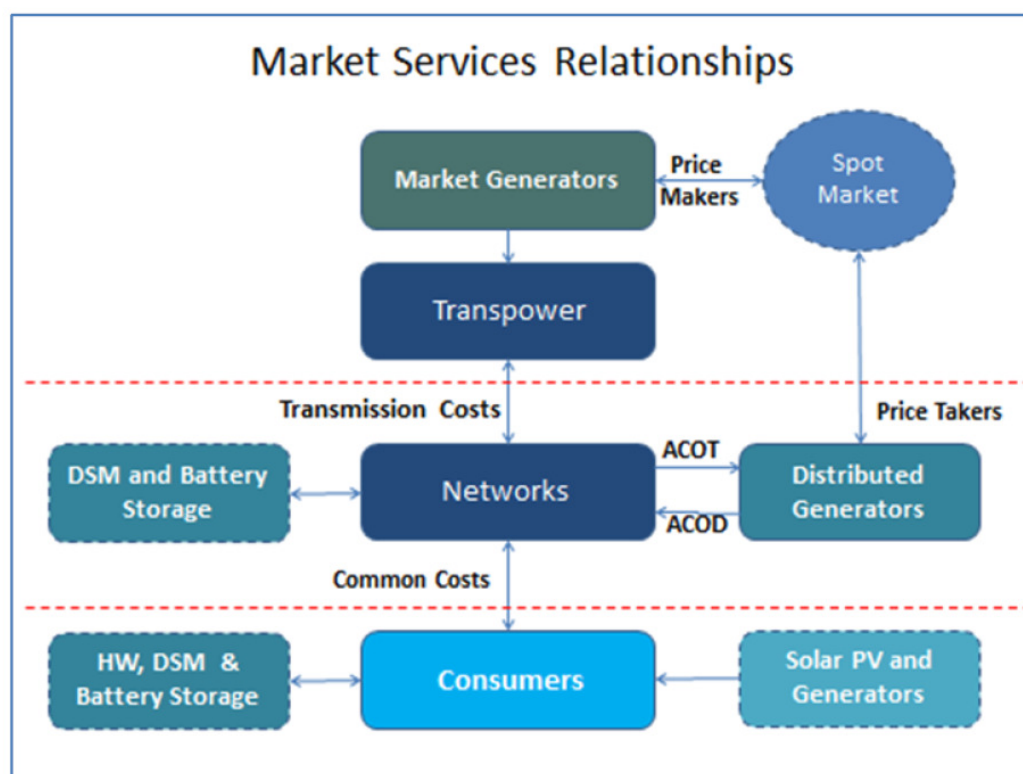 Market Services Relationships
Market Generators
Price
Makers
Spot
Market
Transpower
Transmission Costs
Price Takers
DSM and Battery
Storage
Networks
ACOT
ACOD
Distributed
Generators
Common Costs
HW, DSM &
Battery Storage
Consumers
Solar PV and
Generators